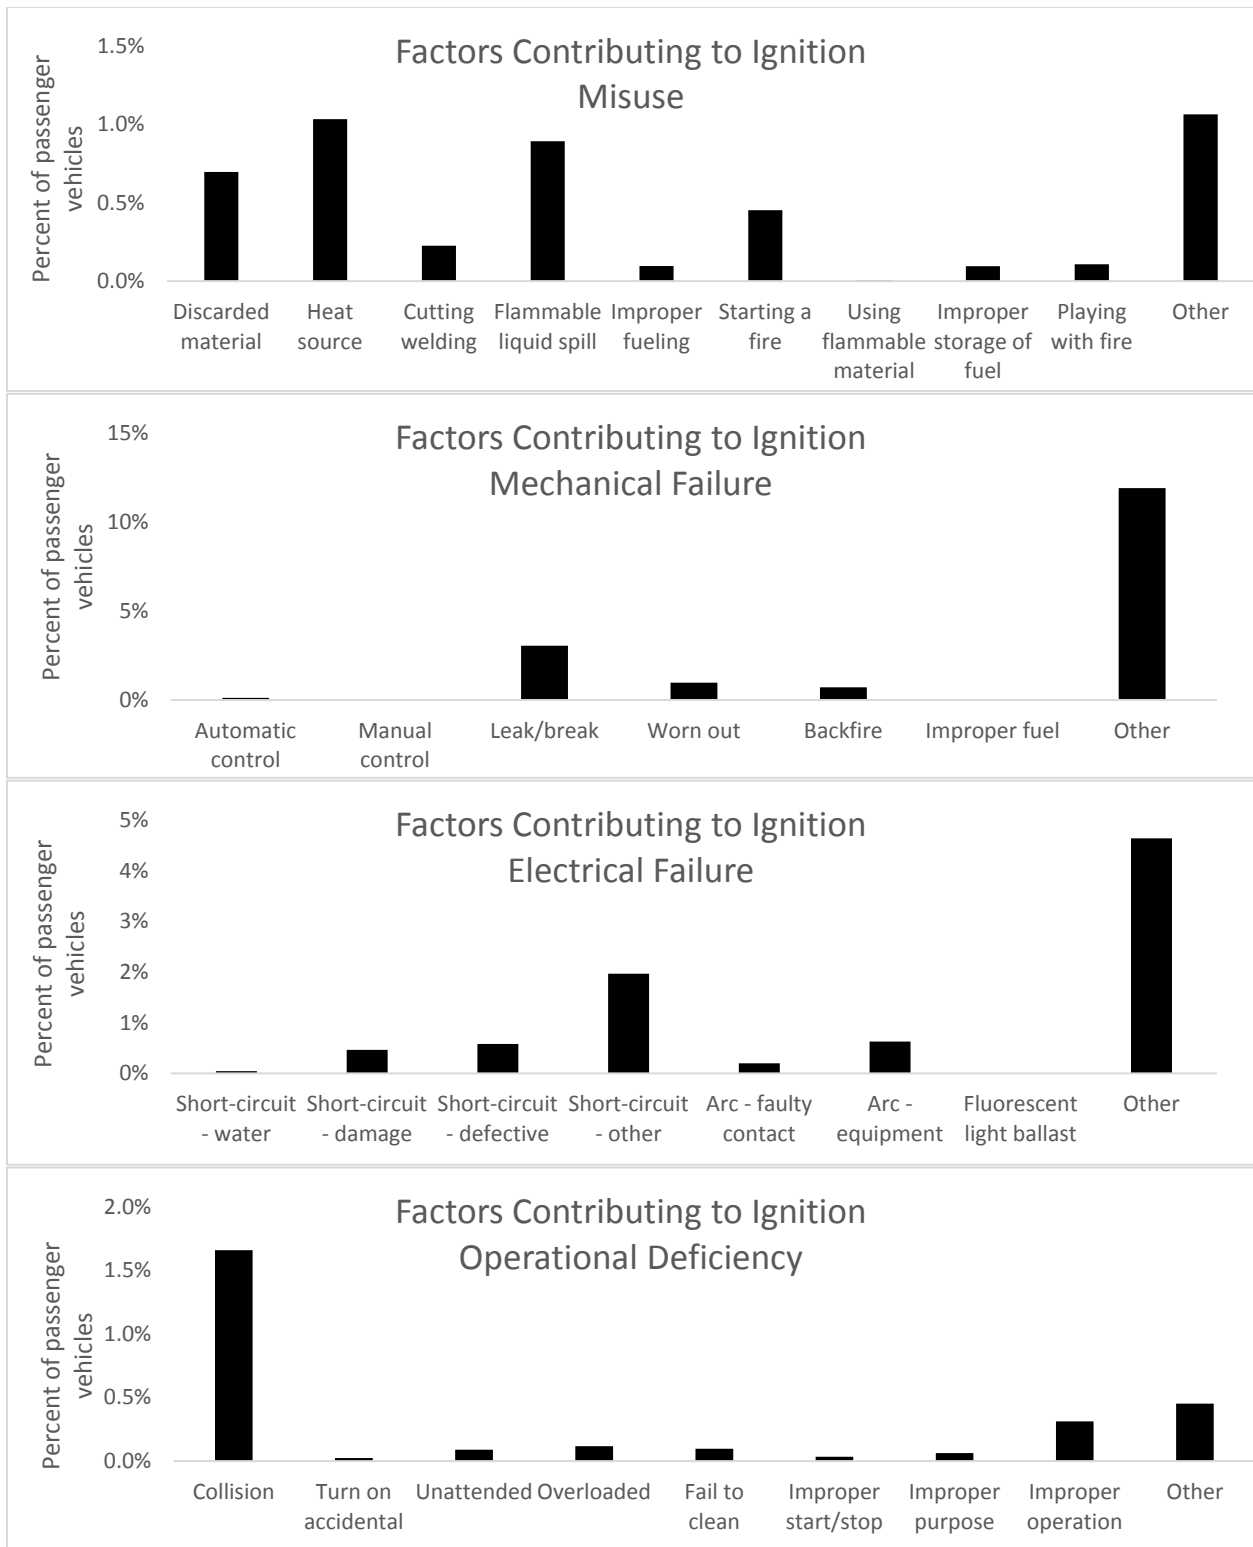 Factors Contributing to Ignition
Misuse
Percent of passenger
vehicles
1.5%
1.0%
0.5%
0.0%
Discarded material
Heat source
Cutting welding
Flammable liquid spill
Improper fueling
Starting a fire
Using flammable material
Improper storage of fuel
Playing with fire
Other
Factors Contributing to Ignition
Mechanical Failure
Percent of passenger
vehicles
15%
10%
5%
0%
Automatic control
Manual control
Leak/break
Worn out
Backfire
Improper fuel
Other
Factors Contributing to Ignition
Electrical Failure
Percent of passenger
vehicles
5%
4%
3%
2%
1%
0%
Short-circuit - water
Short-circuit - damage
Short-circuit - defective
Short-circuit - other
Arc - faulty contact
Arc - equipment
Fluorescent light ballast
Other
Factors Contributing to Ignition
Operational Deficiency
Percent of passenger
vehicles
2.0%
1.5%
1.0%
0.5%
0.0%
Collision
Turn on accidental
Unattended
Overloaded
Fail to clean
Improper start/stop
Improper purpose
Improper operation
Other